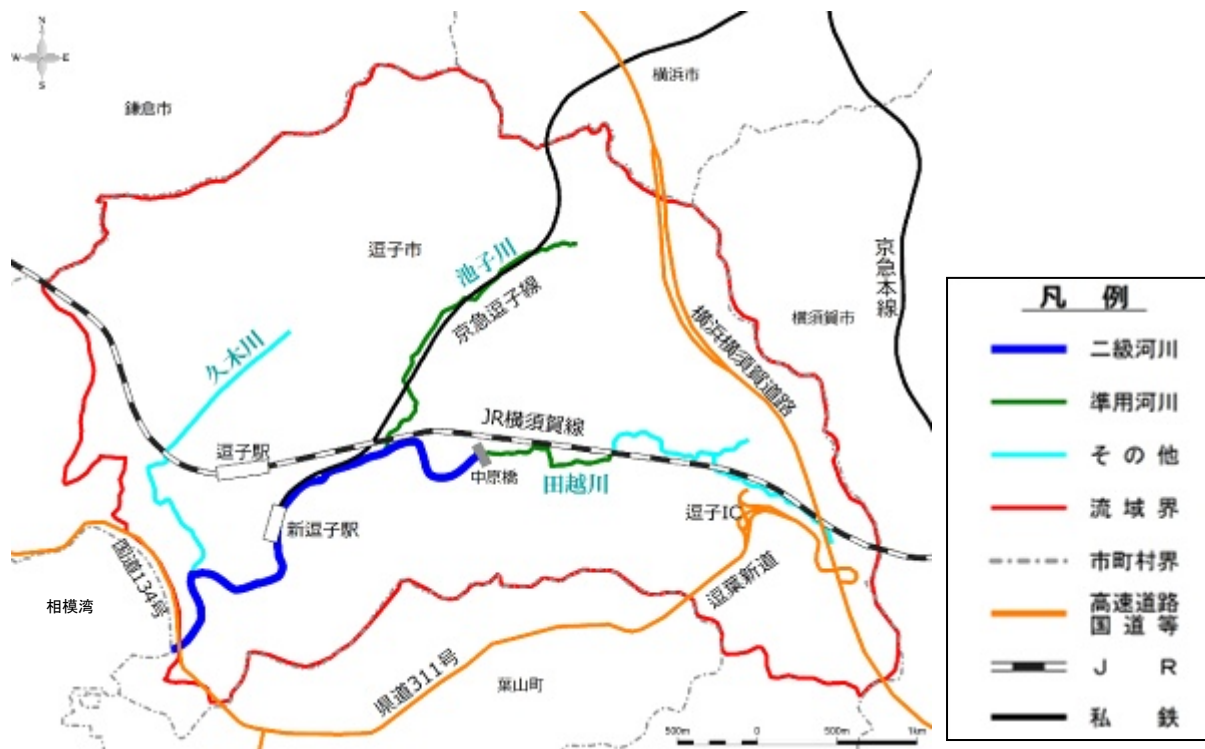 N
W E
S
鎌倉市
横浜市
逗子市
池子川
京急逗子線
京急本線
横須賀市
横浜横須賀道路
久木川
逗子駅
JR横須賀線
中原橋
田越川
逗子IC
新逗子駅
国道134号
相模湾
逗葉新道
県道311号
葉山町
500m 0 500m 1km
凡 例
二級河川
準用河川
その他
流域界
市町村界
高速道路
国道等
J R
私 鉄